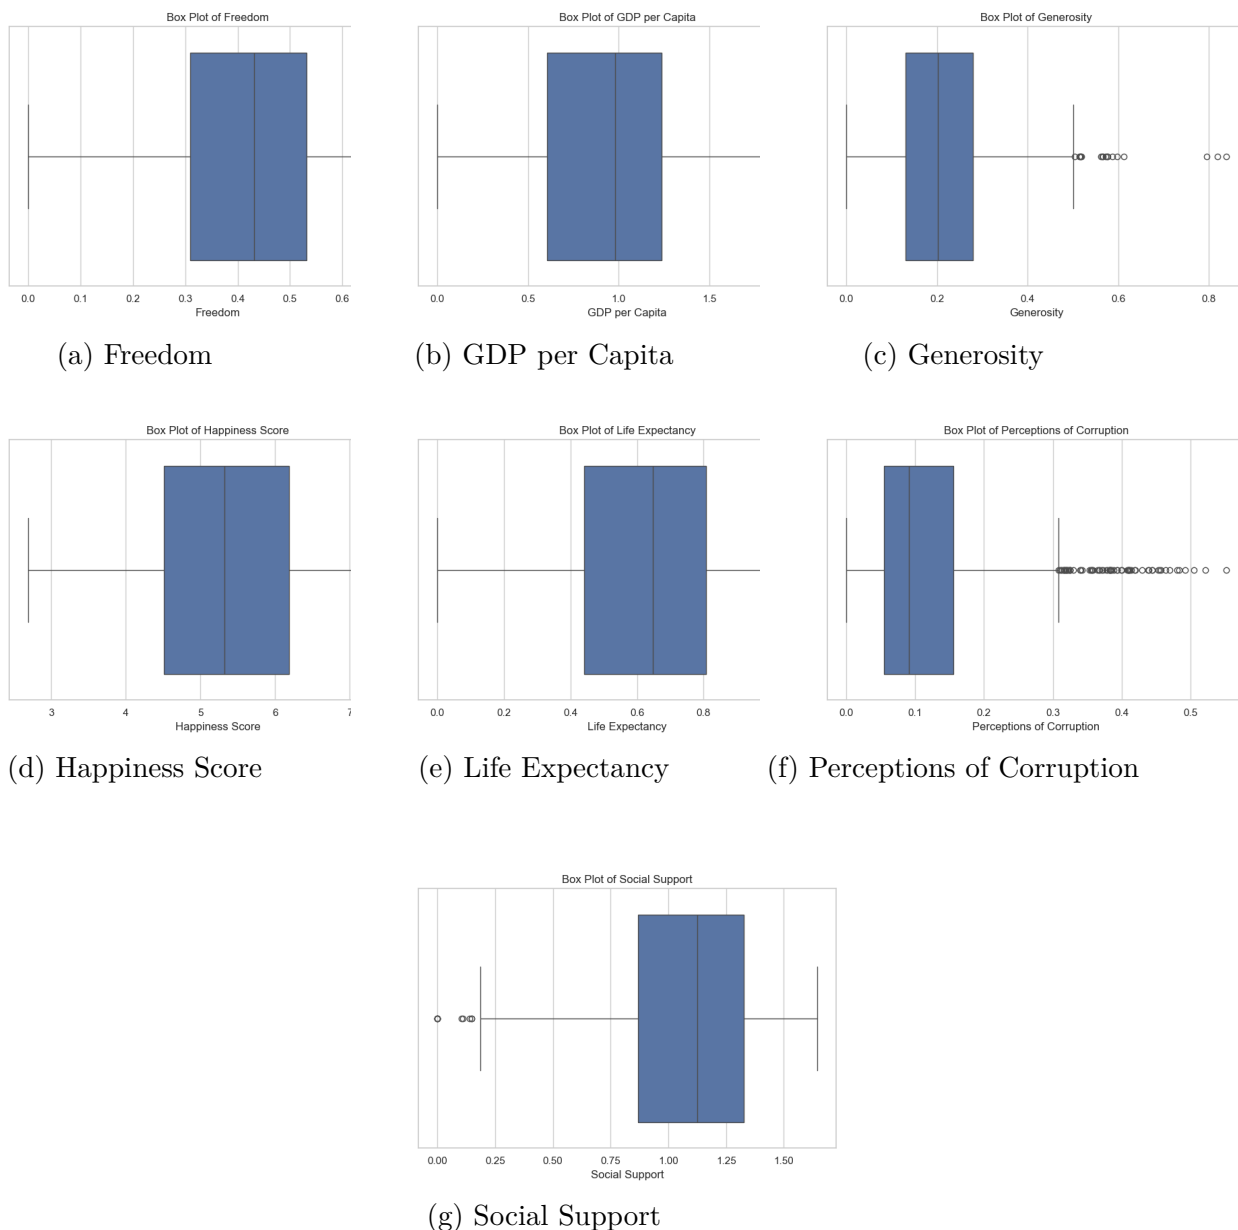 Box Plot of Freedom
0.0 0.1 0.2 0.3 0.4 0.5 0.6
Freedom
(a) Freedom
Box Plot of GDP per Capita
0.0 0.5 1.0 1.5
GDP per Capita
(b) GDP per Capita
Box Plot of Generosity
0.0 0.2 0.4 0.6 0.8
Generosity
(c) Generosity
Box Plot of Happiness Score
3 4 5 6 7
Happiness Score
(d) Happiness Score
Box Plot of Life Expectancy
0.0 0.2 0.4 0.6 0.8
Life Expectancy
(e) Life Expectancy
Box Plot of Perceptions of Corruption
0.0 0.1 0.2 0.3 0.4 0.5
Perceptions of Corruption
(f) Perceptions of Corruption
Box Plot of Social Support
0.00 0.25 0.50 0.75 1.00 1.25 1.50
Social Support
(g) Social Support